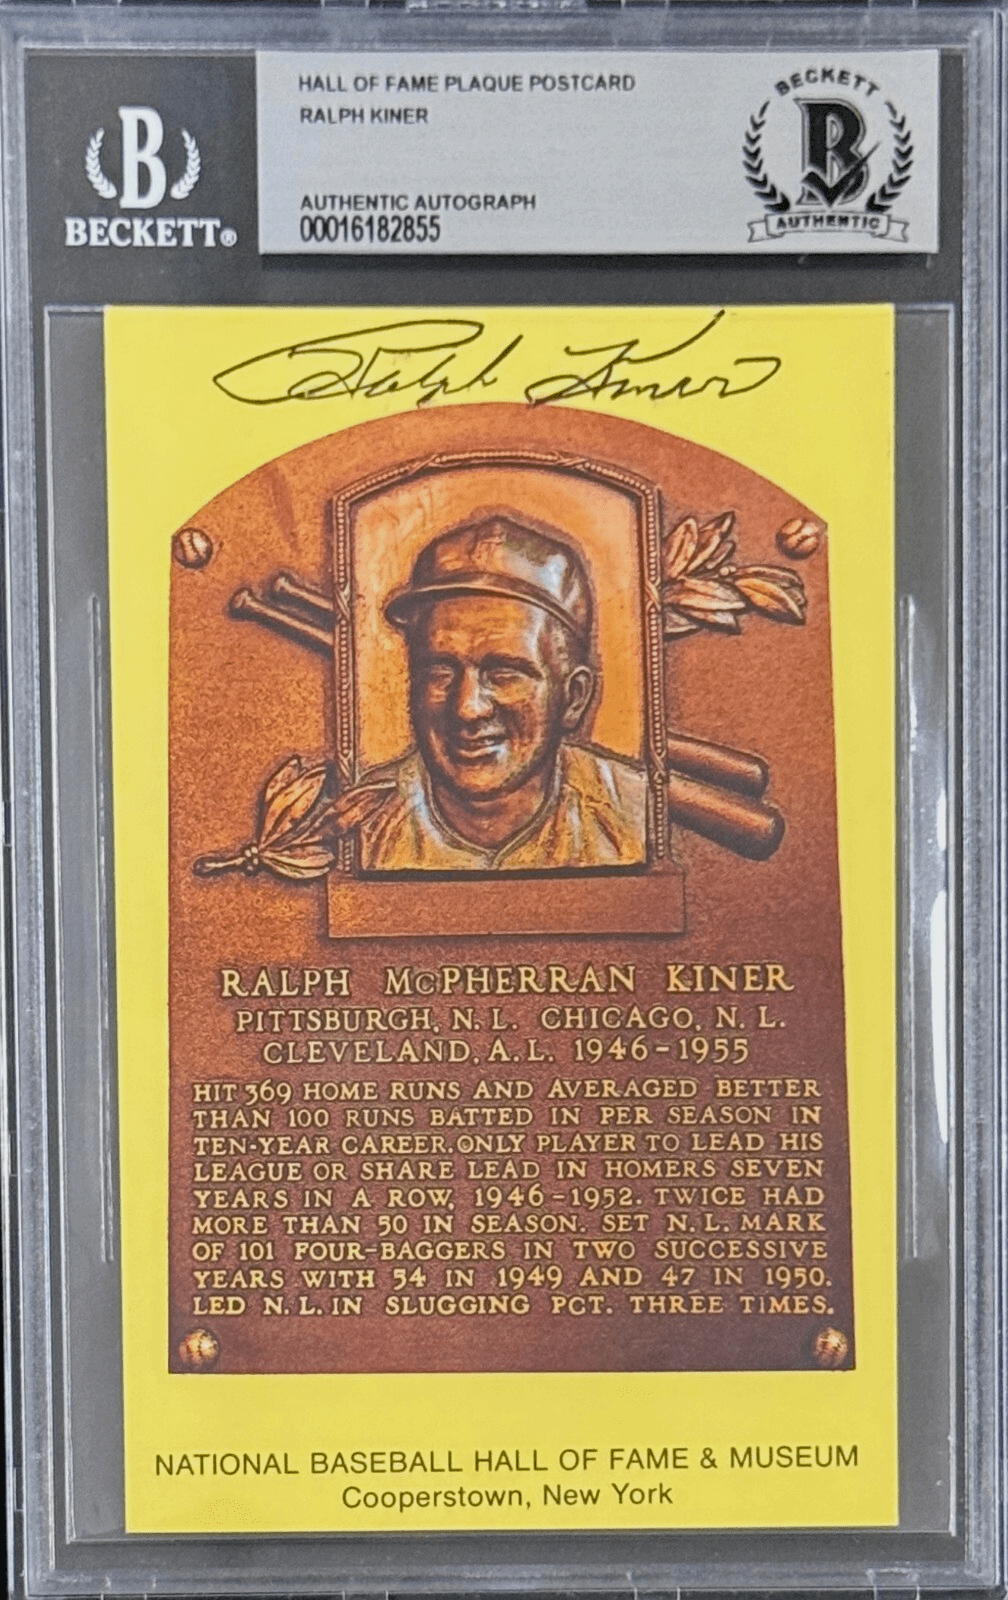 HALL OF FAME PLAQUE POSTCARD
RALPH KINER
AUTHENTIC AUTOGRAPH
00016182855
B
BECKETT®
BECKETT
B
AUTHENTIC
Ralph Kiner
RALPH McPHERRAN KINER
PITTSBURGH, N. L. CHICAGO, N. L.
CLEVELAND, A. L. 1946-1955
HIT 369 HOME RUNS AND AVERAGED BETTER
THAN 100 RUNS BATTED IN PER SEASON IN
TEN-YEAR CAREER. ONLY PLAYER TO LEAD HIS
LEAGUE OR SHARE LEAD IN HOMERS SEVEN
YEARS IN A ROW, 1946-1952. TWICE HAD
MORE THAN 50 IN SEASON. SET N. L. MARK
OF 101 FOUR-BAGGERS IN TWO SUCCESSIVE
YEARS WITH 54 IN 1949 AND 47 IN 1950.
LED N. L. IN SLUGGING PCT. THREE TIMES.
NATIONAL BASEBALL HALL OF FAME & MUSEUM
Cooperstown, New York